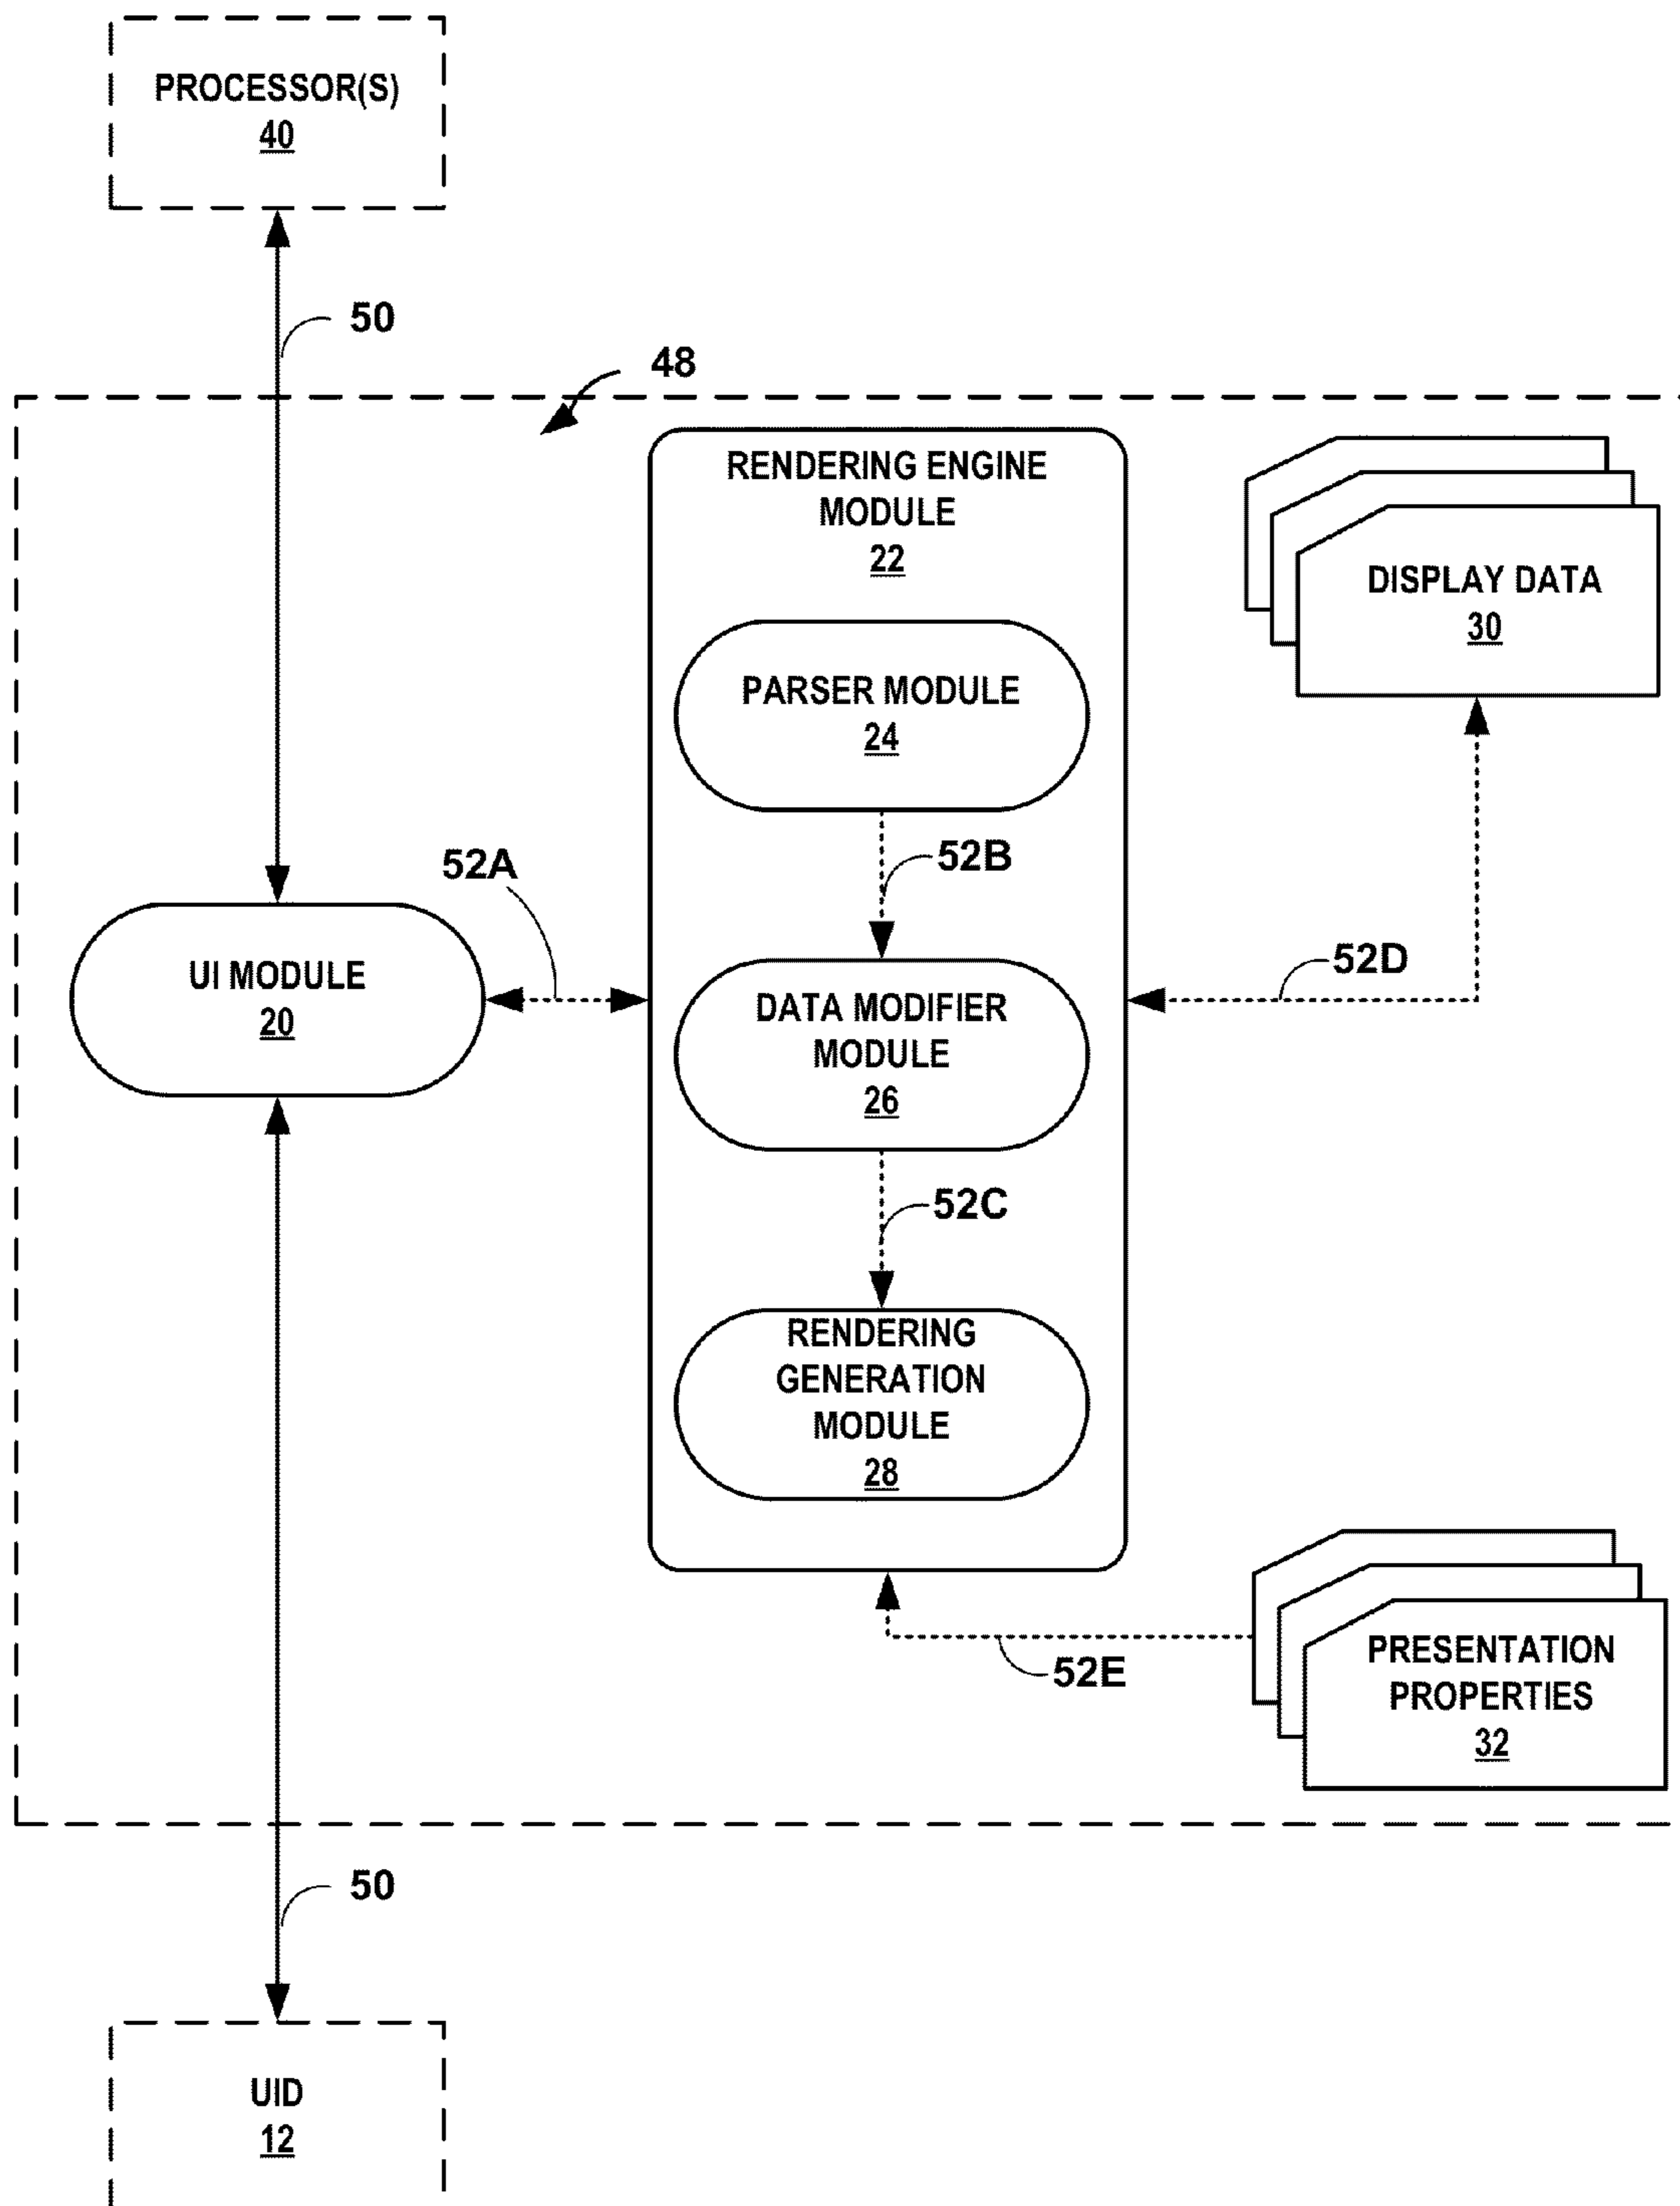 PROCESSOR(S)
40
50
48
RENDERING ENGINE
MODULE
22
DISPLAY DATA
30
PARSER MODULE
24
52A
52B
UI MODULE
20
DATA MODIFIER
MODULE
26
52D
52C
RENDERING
GENERATION
MODULE
28
52E
PRESENTATION
PROPERTIES
32
50
UID
12